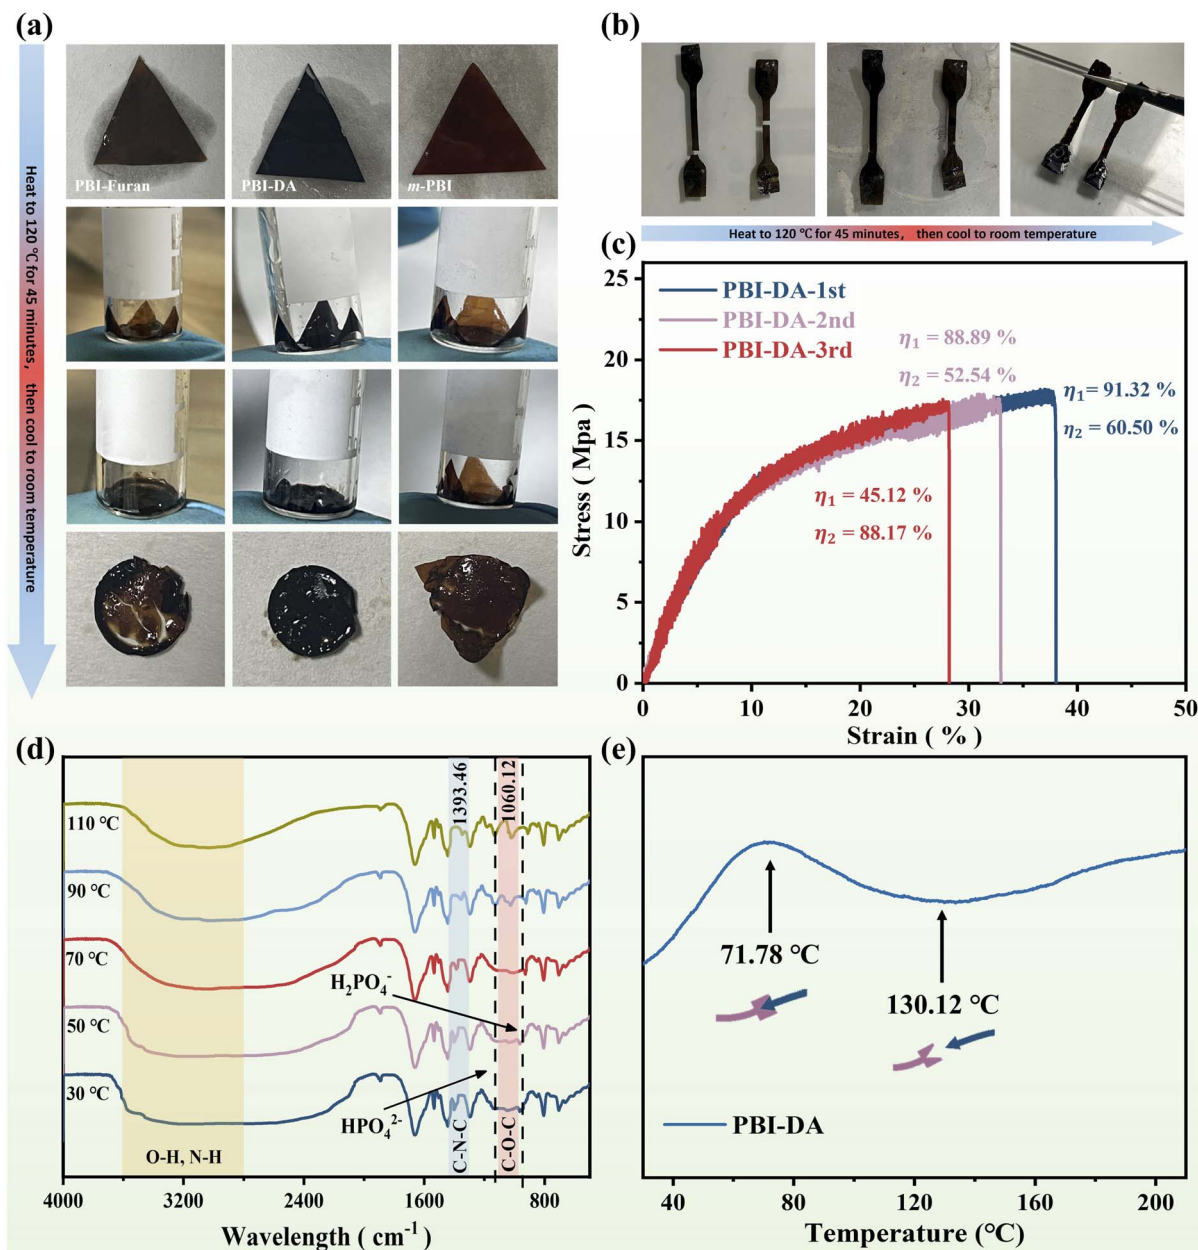 (a)
Heat to 120 ℃ for 45 minutes, then cool to room temperature
PBI-Furan
PBI-DA
m-PBI
(b)
Heat to 120 ℃ for 45 minutes, then cool to room temperature
(c)
25
20
15
10
5
0
Stress ( Mpa)
PBI-DA-1st
PBI-DA-2nd
PBI-DA-3rd
η1 = 88.89 %
η2 = 52.54 %
η1= 91.32 %
η2 = 60.50 %
η1 = 45.12 %
η2 = 88.17 %
0 10 20 30 40 50
Strain ( % )
(d)
1393.46
1060.12
110 ℃
90 ℃
70 ℃
50 ℃
30 ℃
H2PO4-
HPO42-
O-H, N-H
C-N-C
C-O-C
4000 3200 2400 1600 800
Wavelength ( cm-1)
(e)
71.78 ℃
130.12 ℃
PBI-DA
40 80 120 160 200
Temperature (℃)